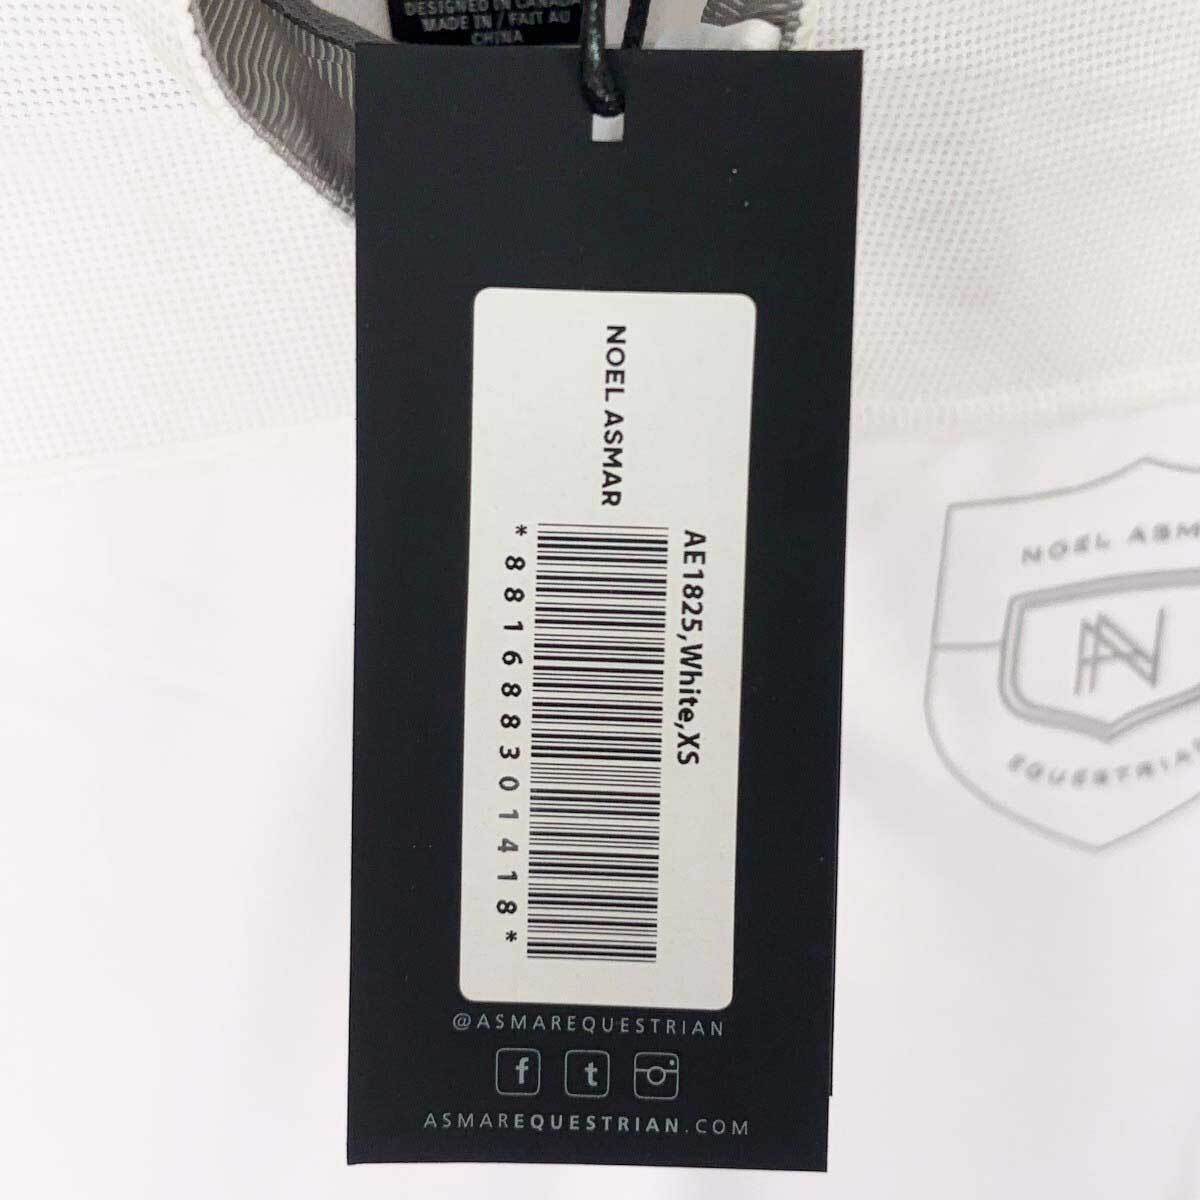 DESIGNED IN CANADA
MADE IN / FAIT AU
CHINA
NOEL ASMAR
AE1825,White,XS
*881688301418*
@ASMAREQUESTRIAN
f t
ASMAREQUESTRIAN.COM
NOEL ASM
N
EQUESTRIA